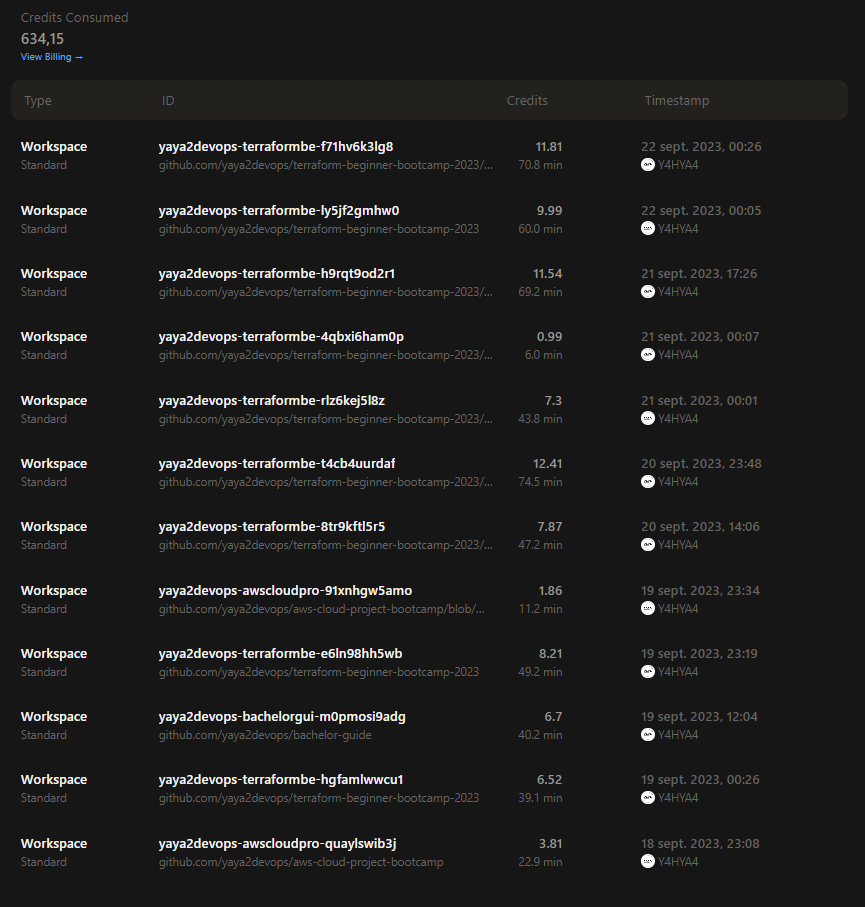 Credits Consumed
634,15
View Billing →
Type ID Credits Timestamp
Workspace yaya2devops-terraformbe-f71hv6k3lg8 11.81 22 sept. 2023, 00:26
Standard github.com/yaya2devops/terraform-beginner-bootcamp-2023/... 70.8 min Y4HYA4
Workspace yaya2devops-terraformbe-ly5jf2gmhw0 9.99 22 sept. 2023, 00:05
Standard github.com/yaya2devops/terraform-beginner-bootcamp-2023 60.0 min Y4HYA4
Workspace yaya2devops-terraformbe-h9rqt9od2r1 11.54 21 sept. 2023, 17:26
Standard github.com/yaya2devops/terraform-beginner-bootcamp-2023/... 69.2 min Y4HYA4
Workspace yaya2devops-terraformbe-4qbxi6ham0p 0.99 21 sept. 2023, 00:07
Standard github.com/yaya2devops/terraform-beginner-bootcamp-2023/... 6.0 min Y4HYA4
Workspace yaya2devops-terraformbe-rlz6kej5l8z 7.3 21 sept. 2023, 00:01
Standard github.com/yaya2devops/terraform-beginner-bootcamp-2023/... 43.8 min Y4HYA4
Workspace yaya2devops-terraformbe-t4cb4uurdaf 12.41 20 sept. 2023, 23:48
Standard github.com/yaya2devops/terraform-beginner-bootcamp-2023/... 74.5 min Y4HYA4
Workspace yaya2devops-terraformbe-8tr9kftl5r5 7.87 20 sept. 2023, 14:06
Standard github.com/yaya2devops/terraform-beginner-bootcamp-2023/... 47.2 min Y4HYA4
Workspace yaya2devops-awscloudpro-91xnhgw5amo 1.86 19 sept. 2023, 23:34
Standard github.com/yaya2devops/aws-cloud-project-bootcamp/blob/... 11.2 min Y4HYA4
Workspace yaya2devops-terraformbe-e6ln98hh5wb 8.21 19 sept. 2023, 23:19
Standard github.com/yaya2devops/terraform-beginner-bootcamp-2023 49.2 min Y4HYA4
Workspace yaya2devops-bachelorgui-m0pmosi9adg 6.7 19 sept. 2023, 12:04
Standard github.com/yaya2devops/bachelor-guide 40.2 min Y4HYA4
Workspace yaya2devops-terraformbe-hgfamlwwcu1 6.52 19 sept. 2023, 00:26
Standard github.com/yaya2devops/terraform-beginner-bootcamp-2023 39.1 min Y4HYA4
Workspace yaya2devops-awscloudpro-quaylswib3j 3.81 18 sept. 2023, 23:08
Standard github.com/yaya2devops/aws-cloud-project-bootcamp 22.9 min Y4HYA4